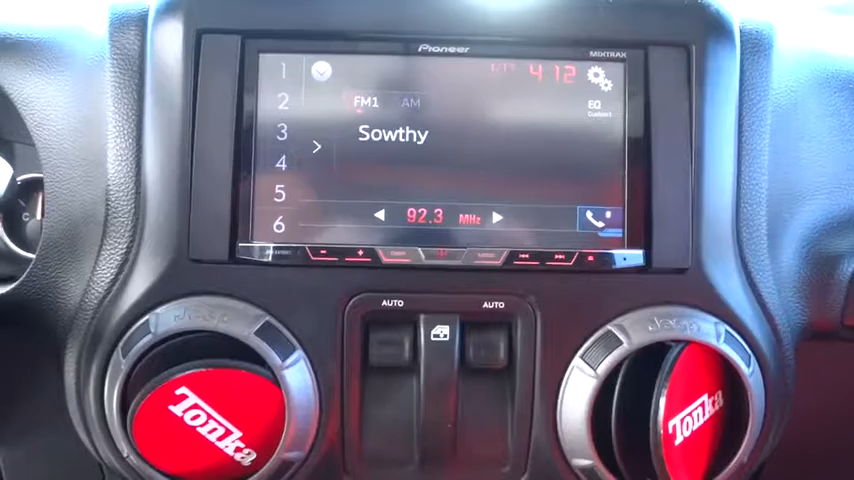 Pioneer
MIXTRAX
1
4:12
2
FM1 AM
EQ
Custom1
3
Sowthy
4
5
6
92.3 MHz
Jeep
Jeep
AUTO
AUTO
Tonka
Tonka
C